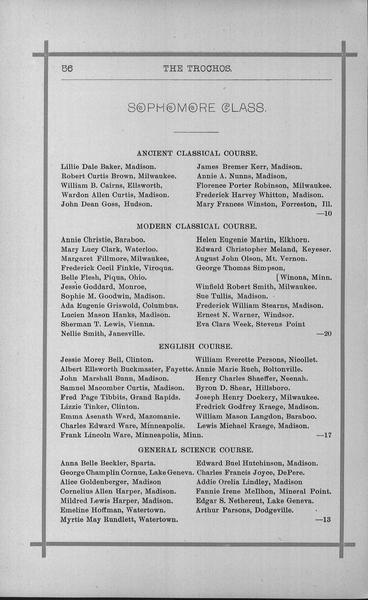 56 THE TROCHOS.
SOPHOMORE CLASS.
ANCIENT CLASSICAL COURSE.
Lillie Dale Baker, Madison. James Bremer Kerr, Madison,
Robert Curtis Brown, Milwaukee. Annie A. Nunns, Madison,
William B. Cairns, Ellsworth, Florence Porter Robinson, Milwaukee.
Wardon Allen Curtis, Madison. Frederick Harvey Whitton, Madison.
John Dean Goss, Hudson. Mary Frances Winston, Forreston, Ill.
—10
MODERN CLASSICAL COURSE.
Annie Christie, Baraboo. Helen Eugenie Martin, Elkhorn.
Mary Lucy Clark, Waterloo. Edward Christopher Meland, Keyeser.
Margaret Fillmore, Milwaukee, August John Olson, Mt. Vernon.
Frederick Cecil Finkle, Viroqua. George Thomas Simpson,
Belle Flesh, Piqua, Ohio. [Winona, Minn.
Jessie Goddard, Monroe, Winfield Robert Smith, Milwaukee.
Sophie M. Goodwin, Madison. Sue Tullis, Madison.
Ada Eugenie Griswold, Columbus. Frederick William Stearns, Madison.
Lucien Mason Hanks, Madison. Ernest N. Warner, Windsor.
Sherman T. Lewis, Vienna. Eva Clara Week, Stevens Point
Nellie Smith, Janesville. —20
ENGLISH COURSE.
Jessie Morey Bell, Clinton. William Everette Persons, Nicollet.
Albert Ellsworth Buckmaster, Fayette. Annie Marie Ruch, Boltonville.
John Marshall Bunn, Madison. Henry Charles Shaeffer, Neenah.
Samuel Macomber Curtis, Madison. Byron D. Shear, Hillsboro.
Fred Page Tibbits, Grand Rapids. Joseph Henry Dockery, Milwaukee.
Lizzie Tinker, Clinton. Fredrick Godfrey Kraege, Madison.
Emma Asenath Ward, Mazomanie. William Mason Langdon, Baraboo.
Charles Edward Ware, Minneapolis. Lewis Michael Kraege, Madison.
Frank Lincoln Ware, Minneapolis, Minn. —17
GENERAL SCIENCE COURSE.
Anna Belle Beckler, Sparta. Edward Buel Hutchinson, Madison.
George Champlin Cornue, Lake Geneva. Charles Francis Joyce, DePere.
Alice Goldenberger, Madison Addie Orelia Lindley, Madison
Cornelius Allen Harper, Madison. Fannie Irene McIlhon, Mineral Point.
Mildred Lewis Harper, Madison. Edgar S. Nethercut, Lake Geneva.
Emeline Hoffman, Watertown. Arthur Parsons, Dodgeville.
Myrtie May Rundlett, Watertown. —13